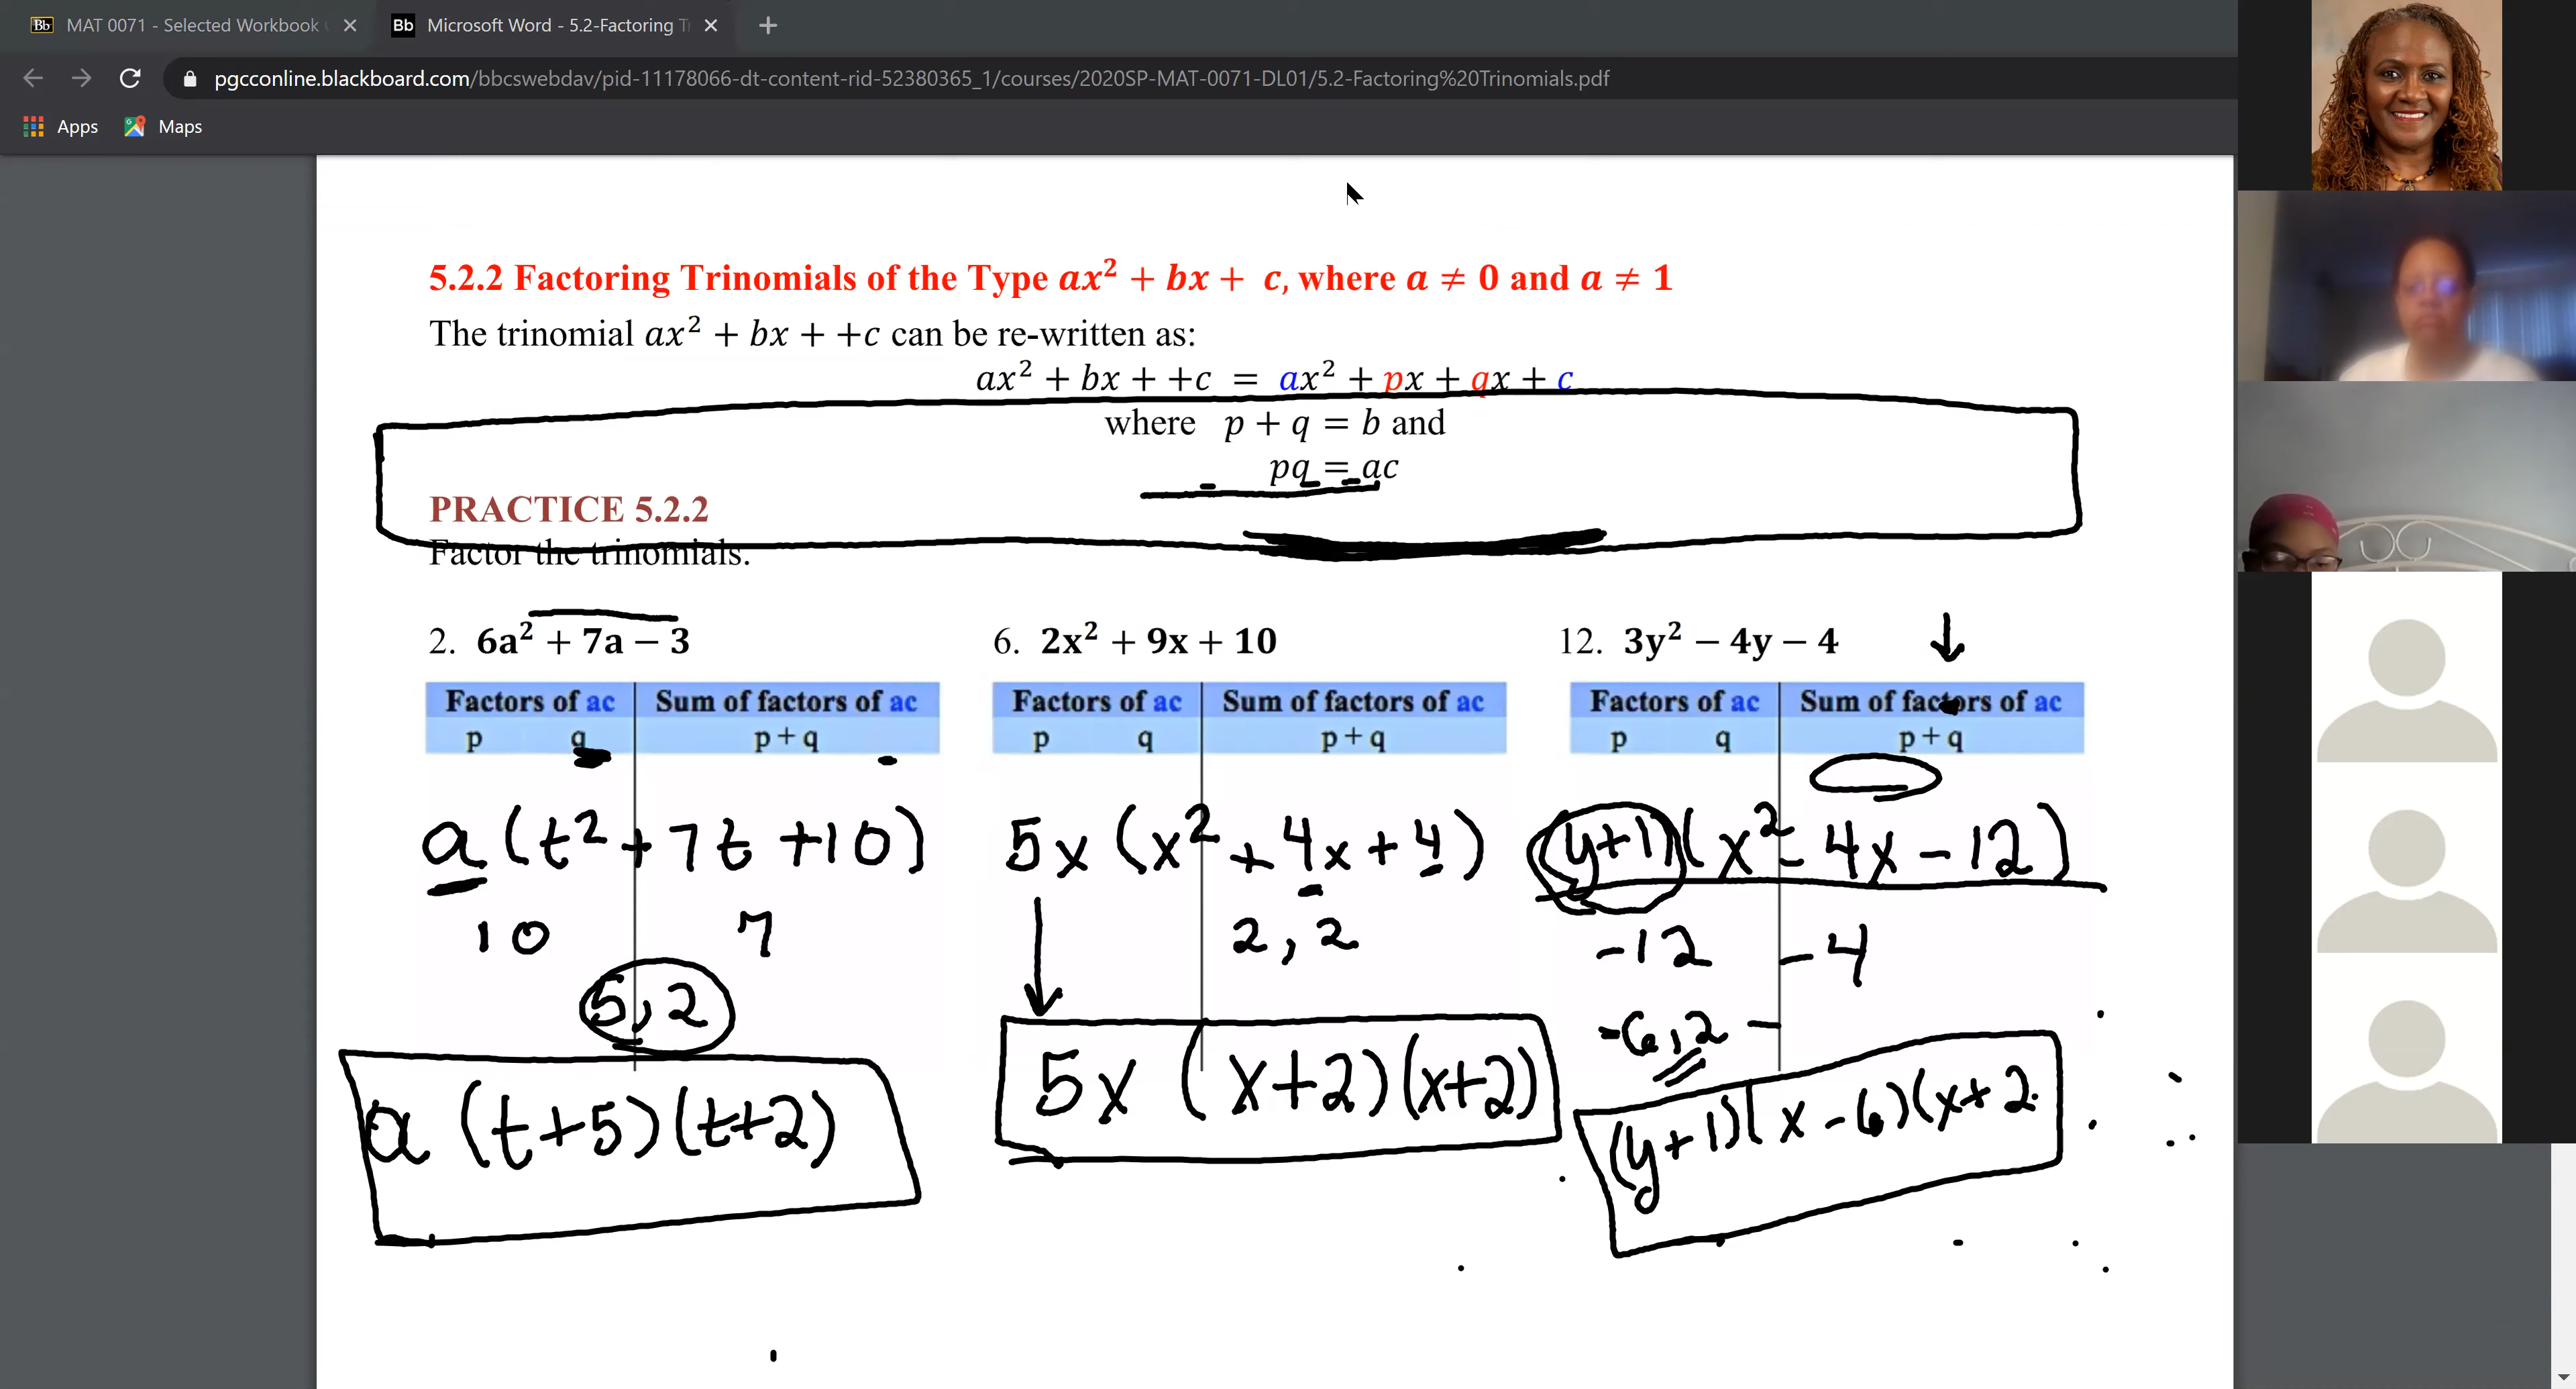 MAT 0071 - Selected Workbook
Microsoft Word - 5.2-Factoring T
pgcconline.blackboard.com/bbcswebdav/pid-11178066-dt-content-rid-52380365_1/courses/2020SP-MAT-0071-DL01/5.2-Factoring%20Trinomials.pdf
Apps Maps
5.2.2 Factoring Trinomials of the Type ax² + bx + c, where a ≠ 0 and a ≠ 1
The trinomial ax² + bx + +c can be re-written as:
ax² + bx + +c = ax² + px + qx + c
where p + q = b and
pq = ac
PRACTICE 5.2.2
Factor the trinomials.
2. 6a² + 7a − 3 6. 2x² + 9x + 10 12. 3y² − 4y − 4
Factors of ac Sum of factors of ac Factors of ac Sum of factors of ac Factors of ac Sum of factors of ac
p q p + q p q p + q p q p + q
a(t² + 7t + 10) 5x(x² + 4x + 4) (y+1)(x² - 4x - 12)
10 7 2, 2 -12 -4
5, 2 -6, 2
a (t+5)(t+2) 5x (x+2)(x+2) (y+1)(x-6)(x+2